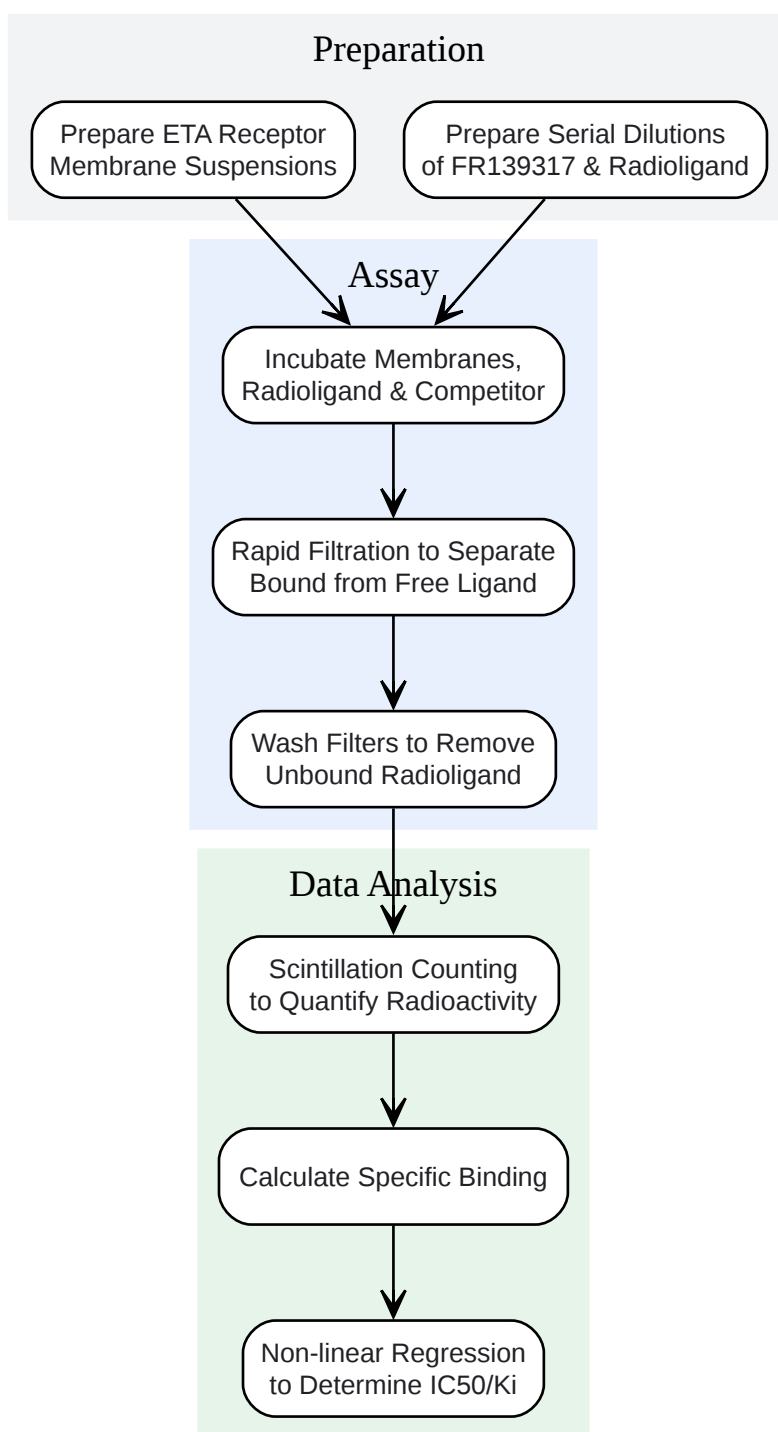 Preparation
Prepare ETA Receptor
Membrane Suspensions
Prepare Serial Dilutions
of FR139317 & Radioligand
Assay
Incubate Membranes,
Radioligand & Competitor
Rapid Filtration to Separate
Bound from Free Ligand
Wash Filters to Remove
Unbound Radioligand
Data Analysis
Scintillation Counting
to Quantify Radioactivity
Calculate Specific Binding
Non-linear Regression
to Determine IC50/Ki